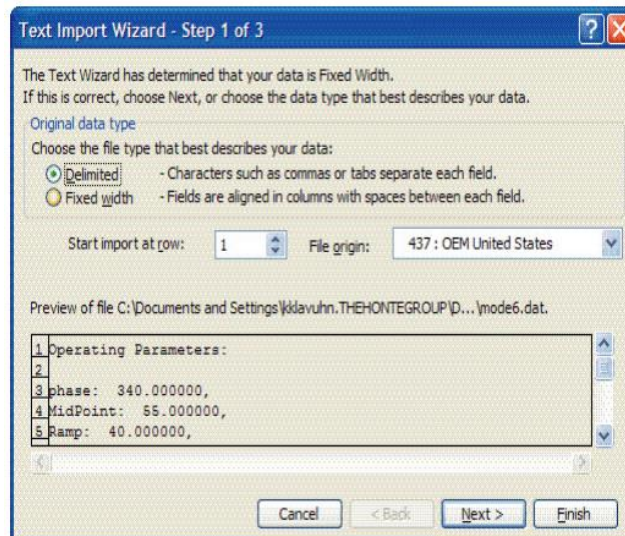 Text Import Wizard - Step 1 of 3
The Text Wizard has determined that your data is Fixed Width.
If this is correct, choose Next, or choose the data type that best describes your data.
Original data type
Choose the file type that best describes your data:
Delimited - Characters such as commas or tabs separate each field.
Fixed width - Fields are aligned in columns with spaces between each field.
Start import at row: 1 File origin: 437 : OEM United States
Preview of file C:\Documents and Settings\kklavuhn.THEHONTEGROUP\D...\mode6.dat.
1 Operating Parameters:
2
3 phase: 340.000000,
4 MidPoint: 55.000000,
5 Ramp: 40.000000,
Cancel < Back Next > Finish